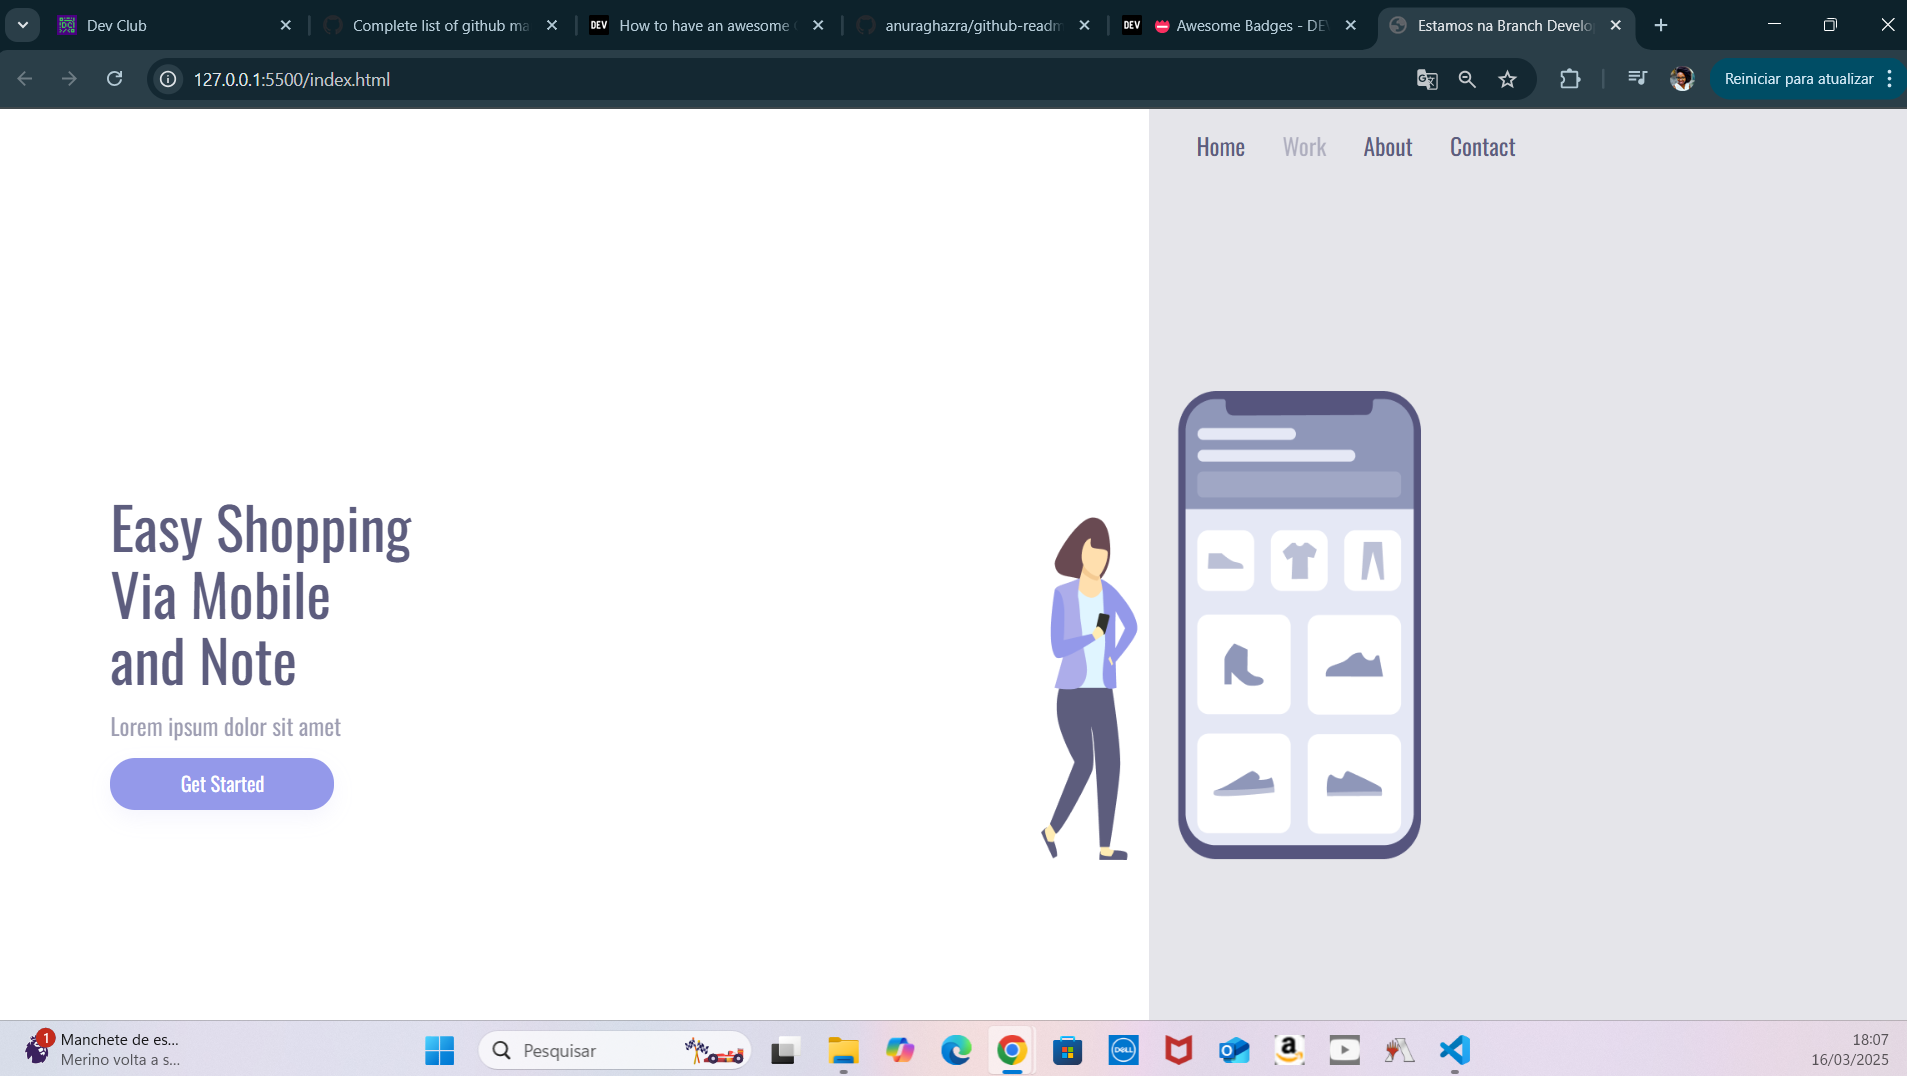 Dev Club
Complete list of github ma
DEV
How to have an awesome
anuraghazra/github-readm
DEV
Awesome Badges - DE
Estamos na Branch Develo
127.0.0.1:5500/index.html
Reiniciar para atualizar
Home
Work
About
Contact
Easy Shopping
Via Mobile
and Note
Lorem ipsum dolor sit amet
Get Started
1
Manchete de es...
Merino volta a s...
Pesquisar
DELL
18:07
16/03/2025